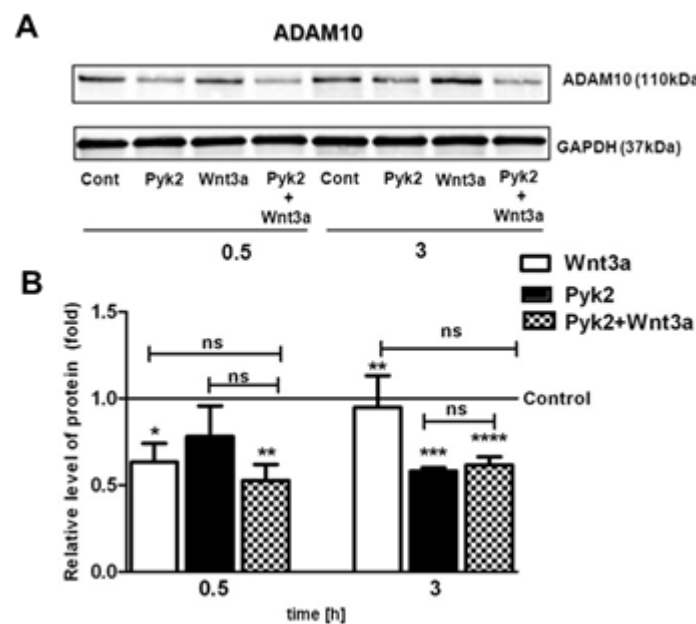 A
ADAM10
ADAM10 (110kDa
GAPDH (37kDa)
Cont Pyk2 Wnt3a Pyk2 + Wnt3a Cont Pyk2 Wnt3a Pyk2 + Wnt3a
0.5 3
B
Wnt3a
Pyk2
Pyk2+Wnt3a
Relative level of protein (fold)
1.5
1.0
0.5
0.0
ns
ns
*
**
ns
**
ns
***
****
Control
0.5 3
time [h]